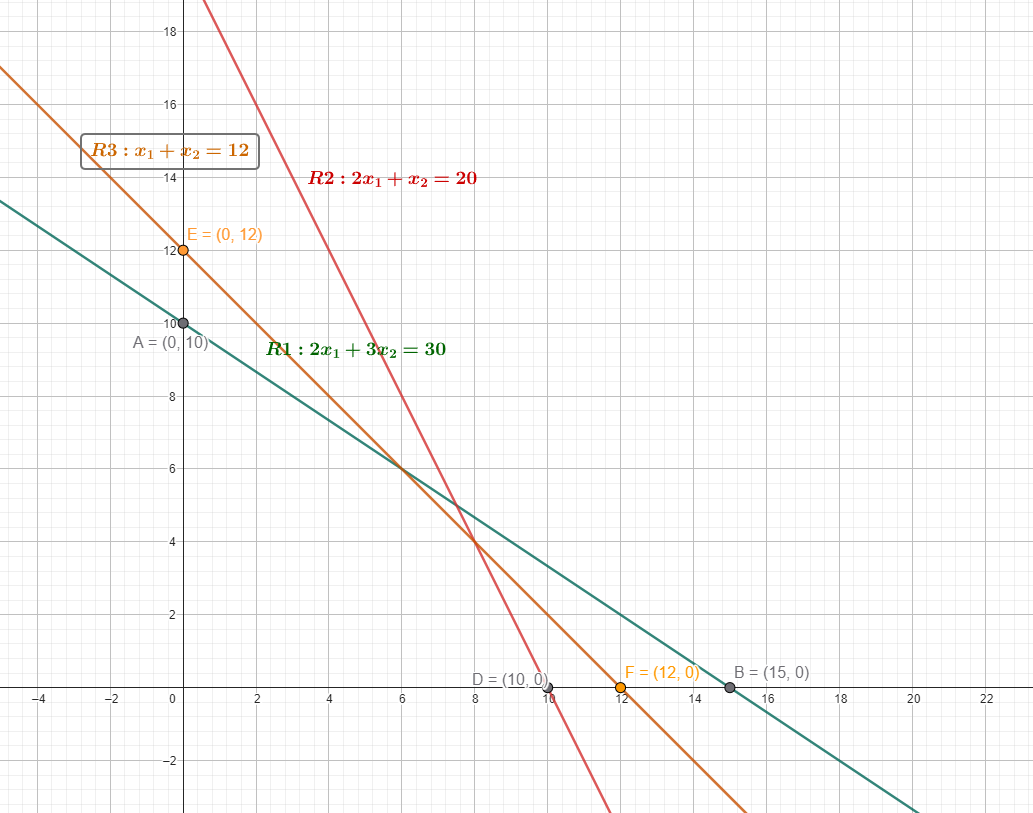 18
16
R3 : x₁ + x₂ = 12
14
R2 : 2x₁ + x₂ = 20
E = (0, 12)
12
10
A = (0, 10)
R1 : 2x₁ + 3x₂ = 30
8
6
4
2
D = (10, 0)
F = (12, 0)
B = (15, 0)
−4 −2 0 2 4 6 8 10 12 14 16 18 20 22
−2